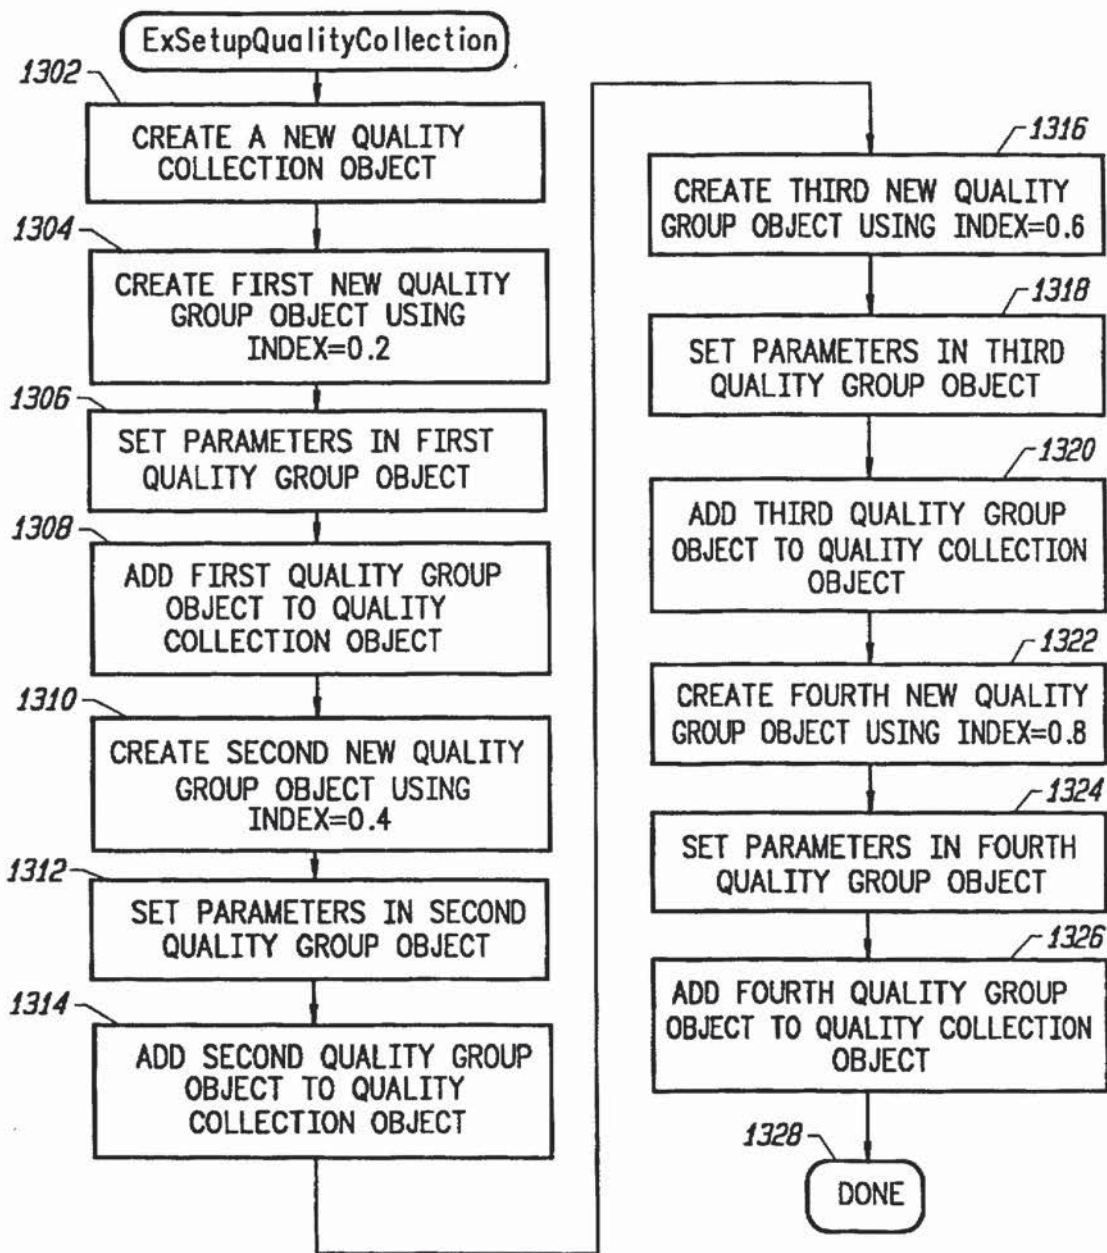 ExSetupQualityCollection
1302
CREATE A NEW QUALITY
COLLECTION OBJECT
1304
CREATE FIRST NEW QUALITY
GROUP OBJECT USING
INDEX=0.2
1306
SET PARAMETERS IN FIRST
QUALITY GROUP OBJECT
1308
ADD FIRST QUALITY GROUP
OBJECT TO QUALITY
COLLECTION OBJECT
1310
CREATE SECOND NEW QUALITY
GROUP OBJECT USING
INDEX=0.4
1312
SET PARAMETERS IN SECOND
QUALITY GROUP OBJECT
1314
ADD SECOND QUALITY GROUP
OBJECT TO QUALITY
COLLECTION OBJECT
1316
CREATE THIRD NEW QUALITY
GROUP OBJECT USING INDEX=0.6
1318
SET PARAMETERS IN THIRD
QUALITY GROUP OBJECT
1320
ADD THIRD QUALITY GROUP
OBJECT TO QUALITY COLLECTION
OBJECT
1322
CREATE FOURTH NEW QUALITY
GROUP OBJECT USING INDEX=0.8
1324
SET PARAMETERS IN FOURTH
QUALITY GROUP OBJECT
1326
ADD FOURTH QUALITY GROUP
OBJECT TO QUALITY COLLECTION
OBJECT
1328
DONE